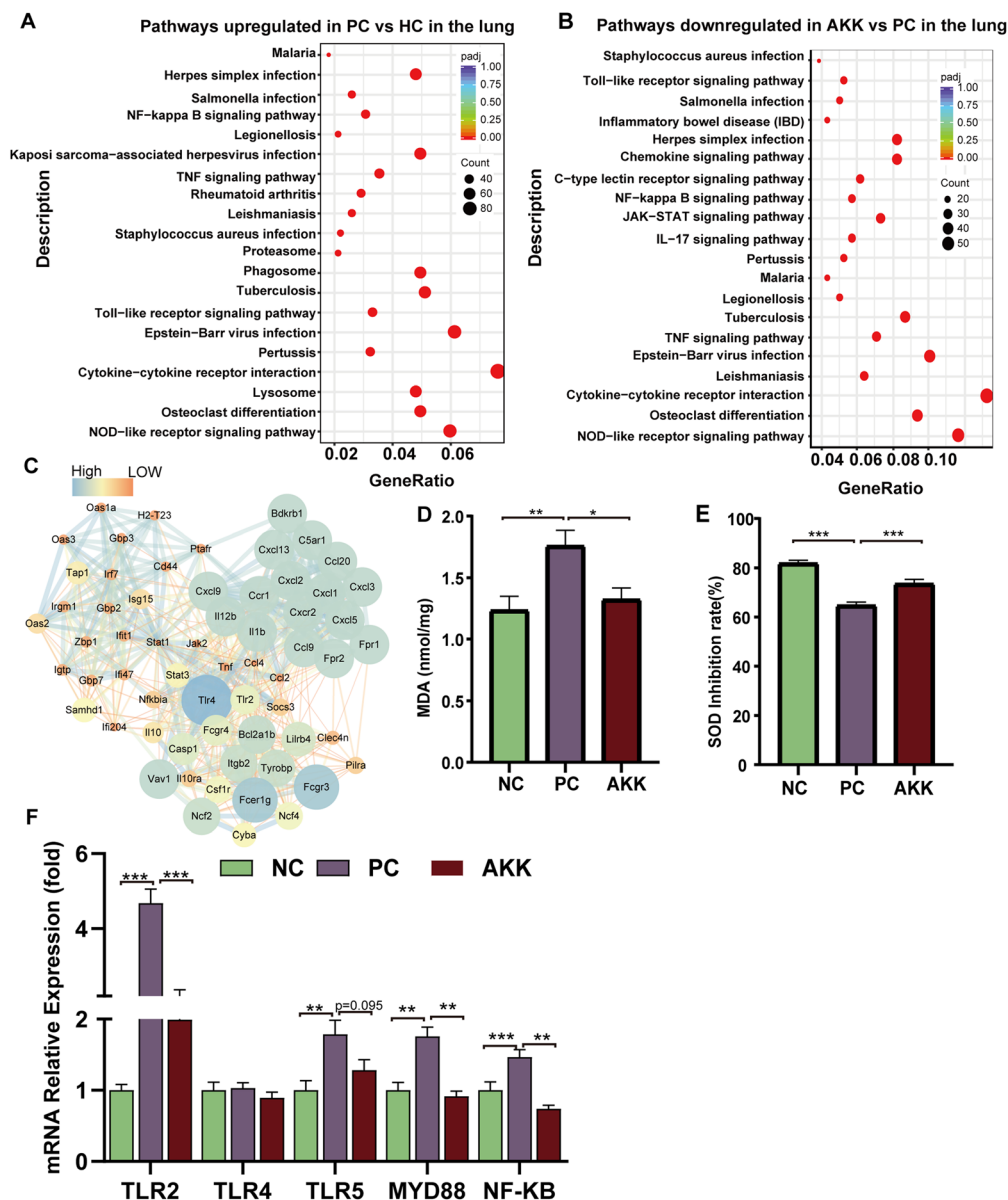 A
Pathways upregulated in PC vs HC in the lung
Description
Malaria
Herpes simplex infection
Salmonella infection
NF−kappa B signaling pathway
Legionellosis
Kaposi sarcoma−associated herpesvirus infection
TNF signaling pathway
Rheumatoid arthritis
Leishmaniasis
Staphylococcus aureus infection
Proteasome
Phagosome
Tuberculosis
Toll−like receptor signaling pathway
Epstein−Barr virus infection
Pertussis
Cytokine−cytokine receptor interaction
Lysosome
Osteoclast differentiation
NOD−like receptor signaling pathway
padj
1.00
0.75
0.50
0.25
0.00
Count
40
60
80
0.02 0.04 0.06
GeneRatio
B
Pathways downregulated in AKK vs PC in the lung
Description
Staphylococcus aureus infection
Toll−like receptor signaling pathway
Salmonella infection
Inflammatory bowel disease (IBD)
Herpes simplex infection
Chemokine signaling pathway
C−type lectin receptor signaling pathway
NF−kappa B signaling pathway
JAK−STAT signaling pathway
IL−17 signaling pathway
Pertussis
Malaria
Legionellosis
Tuberculosis
TNF signaling pathway
Epstein−Barr virus infection
Leishmaniasis
Cytokine−cytokine receptor interaction
Osteoclast differentiation
NOD−like receptor signaling pathway
padj
1.00
0.75
0.50
0.25
0.00
Count
20
30
40
50
0.04 0.06 0.08 0.10
GeneRatio
C
High LOW
Oas1a
H2−T23
Oas3
Gbp3
Ptafr
Tap1
Irf7
Cd44
Irgm1
Gbp2
Isg15
Oas2
Zbp1
Ifit1
Stat1
Jak2
Igtp
Gbp7
Ifi47
Stat3
Tnf
Ccl4
Ccl2
Samhd1
Nfkbia
Tlr4
Tlr2
Socs3
Ifi204
Il10
Fcgr4
Bcl2a1b
Lilrb4
Clec4n
Casp1
Itgb2
Tyrobp
Pilra
Vav1
Il10ra
Csf1r
Fcer1g
Fcgr3
Ncf2
Ncf4
Cyba
Bdkrb1
Cxcl13
C5ar1
Ccl20
Cxcl9
Cxcl2
Cxcl3
Ccr1
Cxcl1
Il12b
Cxcr2
Cxcl5
Il1b
Ccl9
Fpr2
Fpr1
D
MDA (nmol/mg)
2.0
1.5
1.0
0.5
0.0
** *
NC PC AKK
E
SOD Inhibition rate(%)
100
80
60
40
20
0
*** ***
NC PC AKK
F
mRNA Relative Expression (fold)
6
4
2
1
0
NC PC AKK
*** ***
** p=0.095
** **
*** **
TLR2 TLR4 TLR5 MYD88 NF-KB